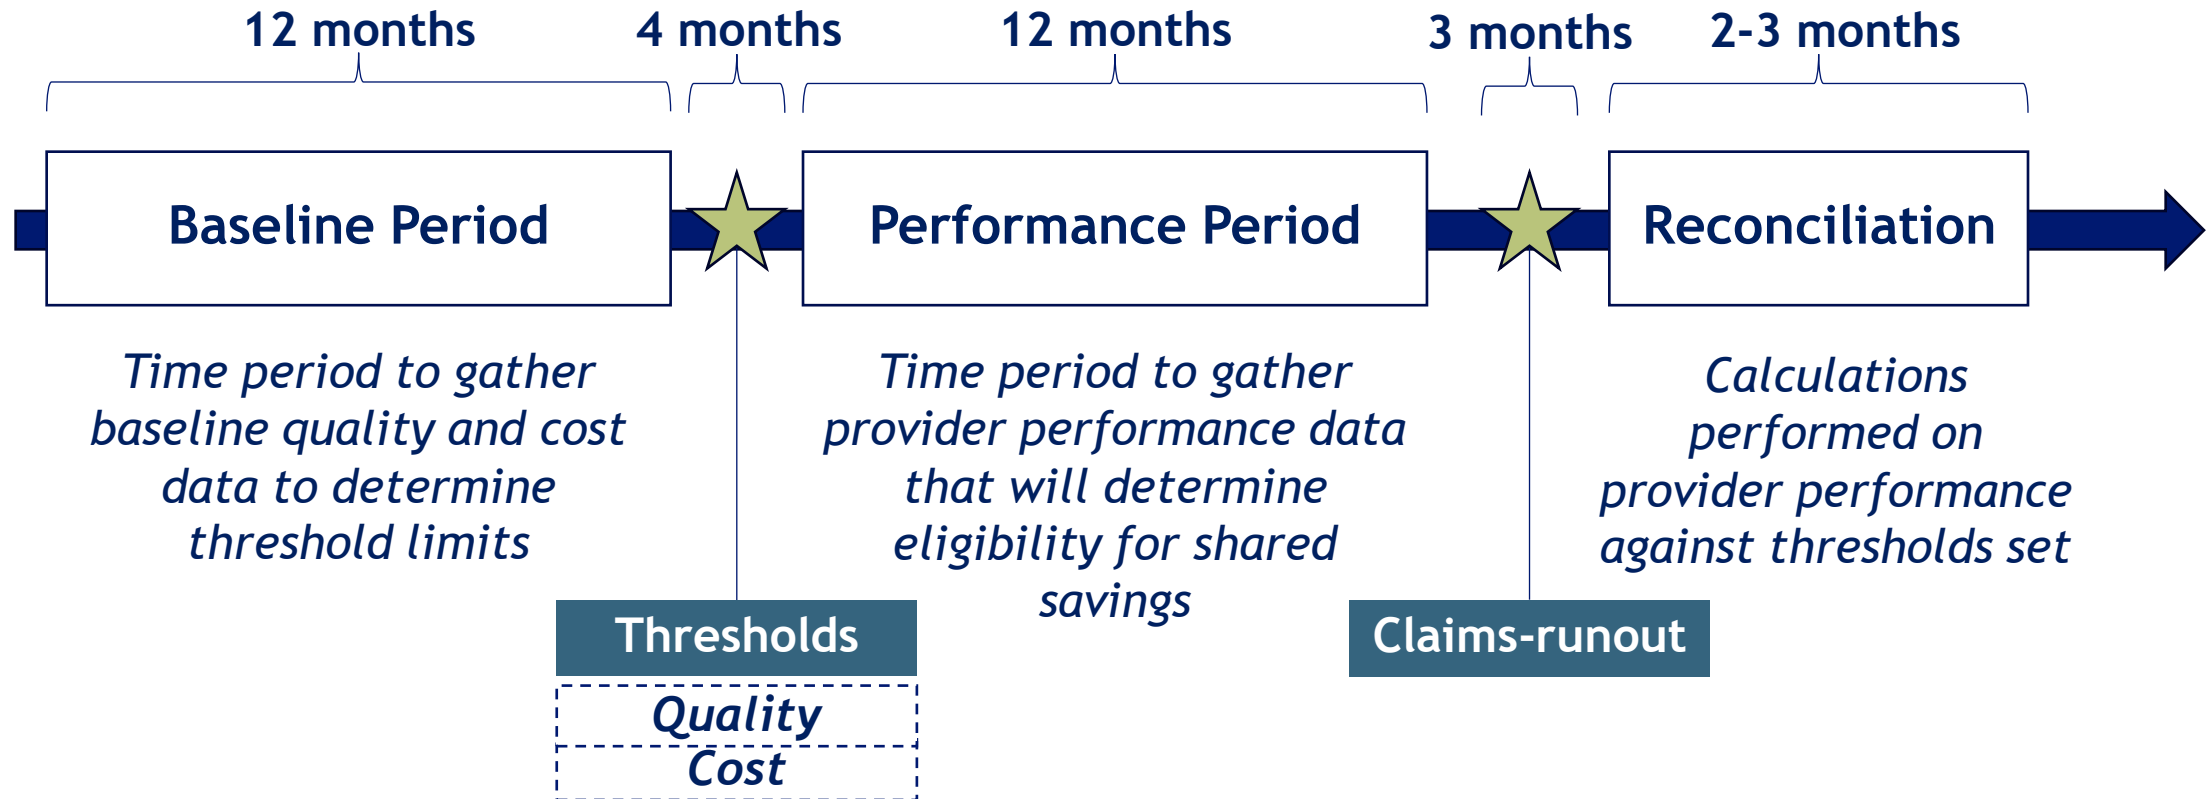 12 months
4 months
12 months
3 months
2-3 months
Baseline Period
Performance Period
Reconciliation
Time period to gather
baseline quality and cost
data to determine
threshold limits
Time period to gather
provider performance data
that will determine
eligibility for shared
savings
Calculations
performed on
provider performance
against thresholds set
Thresholds
Quality
Cost
Claims-runout